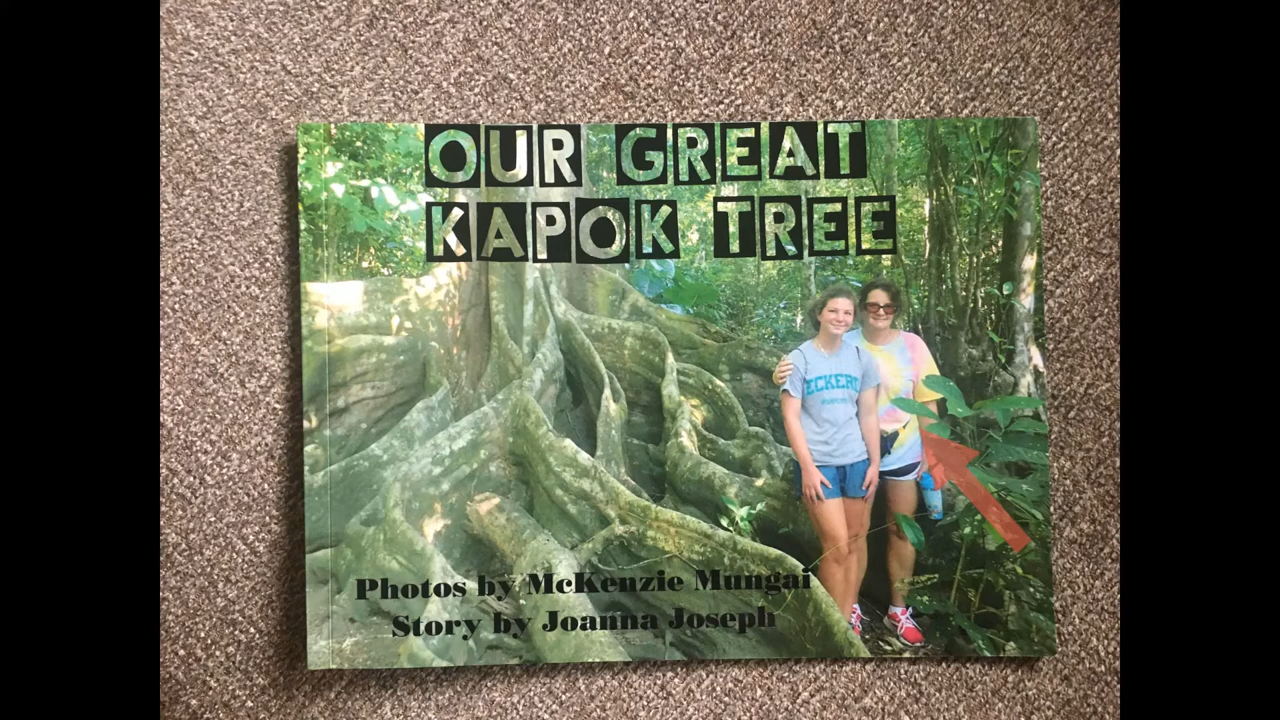 OUR GREAT
KAPOK TREE
Photos by McKenzie Mungai
Story by Joanna Joseph